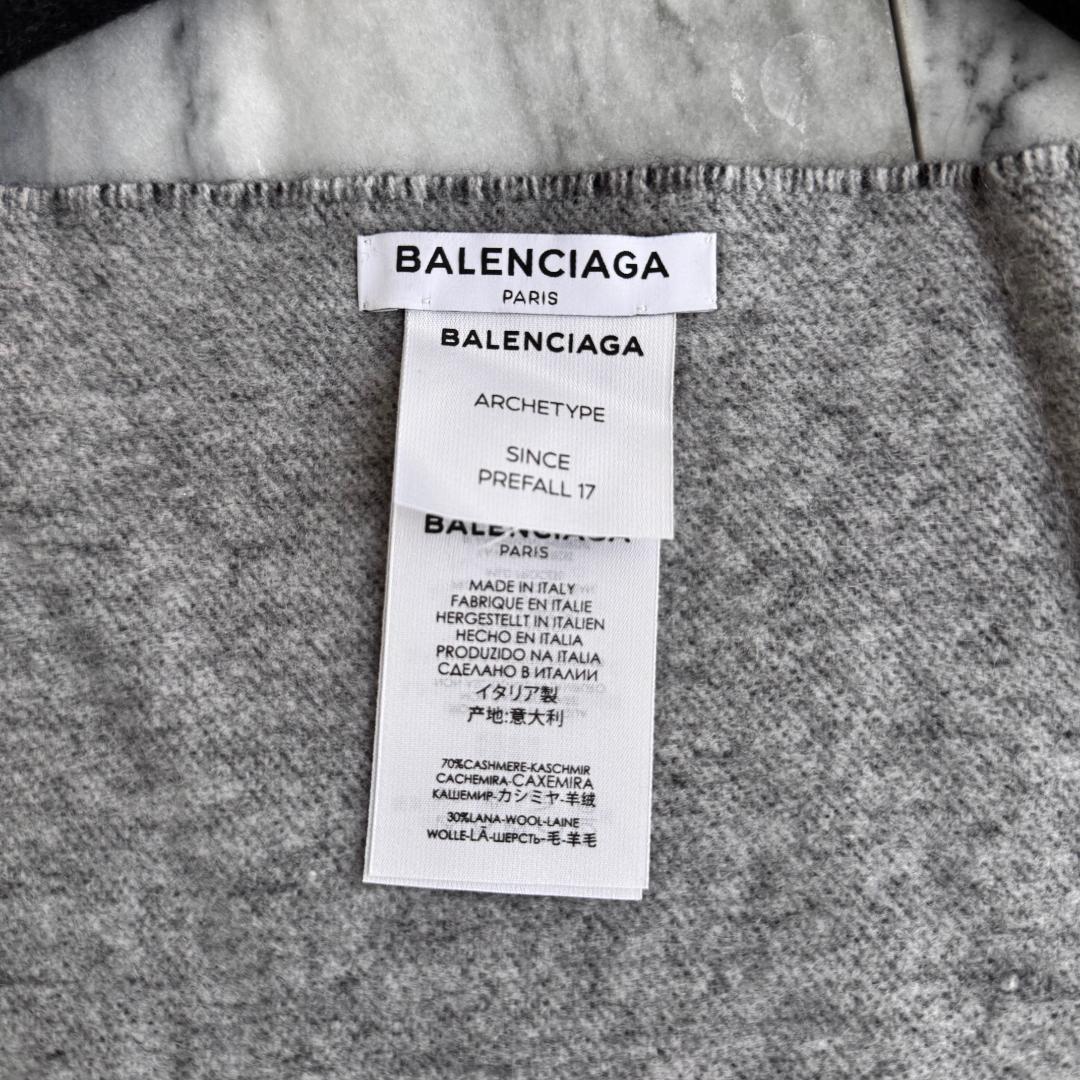 BALENCIAGA
PARIS
BALENCIAGA
ARCHETYPE
SINCE
PREFALL 17
BALENCIAGA
PARIS
MADE IN ITALY
FABRIQUE EN ITALIE
HERGESTELLT IN ITALIEN
HECHO EN ITALIA
PRODUZIDO NA ITALIA
СДЕЛАНО В ИТАЛИИ
イタリア製
产地:意大利
70%CASHMERE-KASCHMIR
CACHEMIRA-CAXEMIRA
КАШЕМИР-カシミヤ-羊绒
30%LANA-WOOL-LAINE
WOLLE-LÃ-ШЕРСТЬ-毛-羊毛